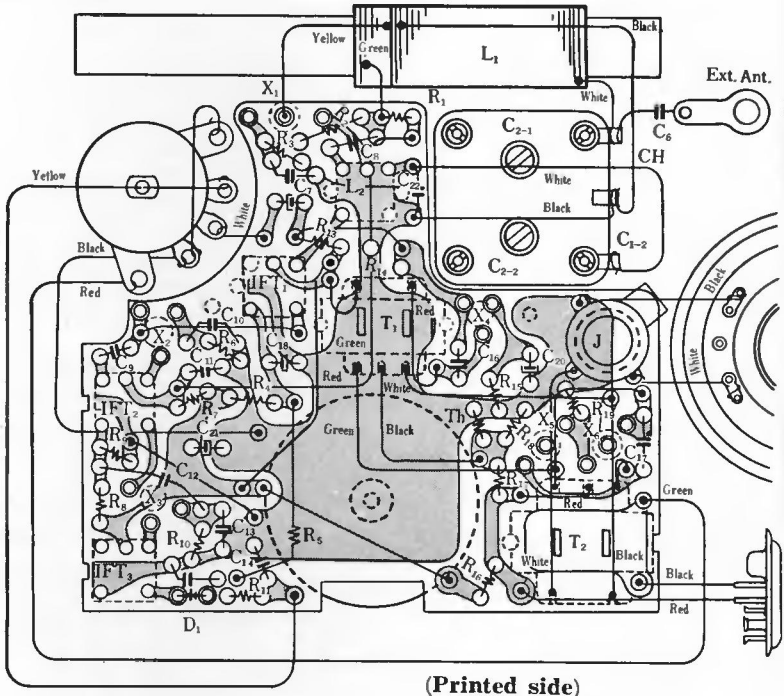 Yellow
Green
L₁
Black
X₁
White
R₁
Ext. Ant.
C₆
R₃
C₈
C₂₋₁
CH
Yellow
L₂
C₂₂
White
C₇
White
Black
C₁₋₂
Black
R₁₃
C₂₋₂
Red
R₁₄
IFT₁
Red
Black
X₂
C₁₀
T₁
X₄
J
White
C₉
R₆
Green
C₁₆
C₂₀
C₁₁
C₁₈
Red
IFT₂
R₄
White
R₁₅
R₇
Th
R₁₉
X₅
X₆
R₉
C₂₁
Green
Black
R₁₈
C₁₇
C₁₂
R₁₇
R₈
X₃
Red
Green
C₁₃
R₅
T₂
R₁₀
White
Black
IFT₃
C₁₄
R₁₆
Black
R₁₁
Red
D₁
(Printed side)